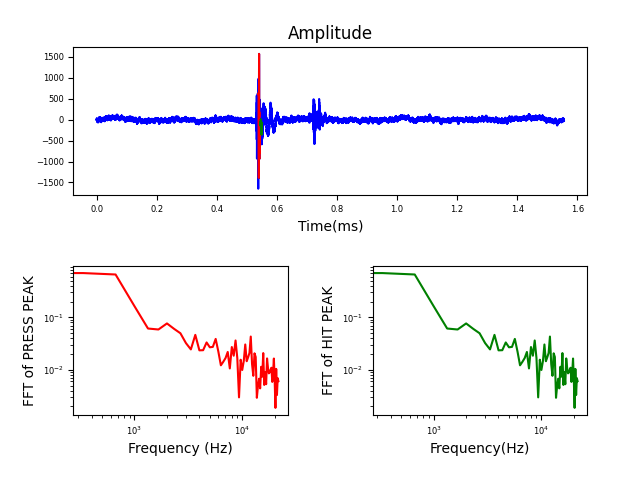 Amplitude
1500
1000
500
0
−500
−1000
−1500
0.0 0.2 0.4 0.6 0.8 1.0 1.2 1.4 1.6
Time(ms)
FFT of PRESS PEAK
10⁻¹
10⁻²
10³ 10⁴
Frequency (Hz)
FFT of HIT PEAK
10⁻¹
10⁻²
10³ 10⁴
Frequency(Hz)